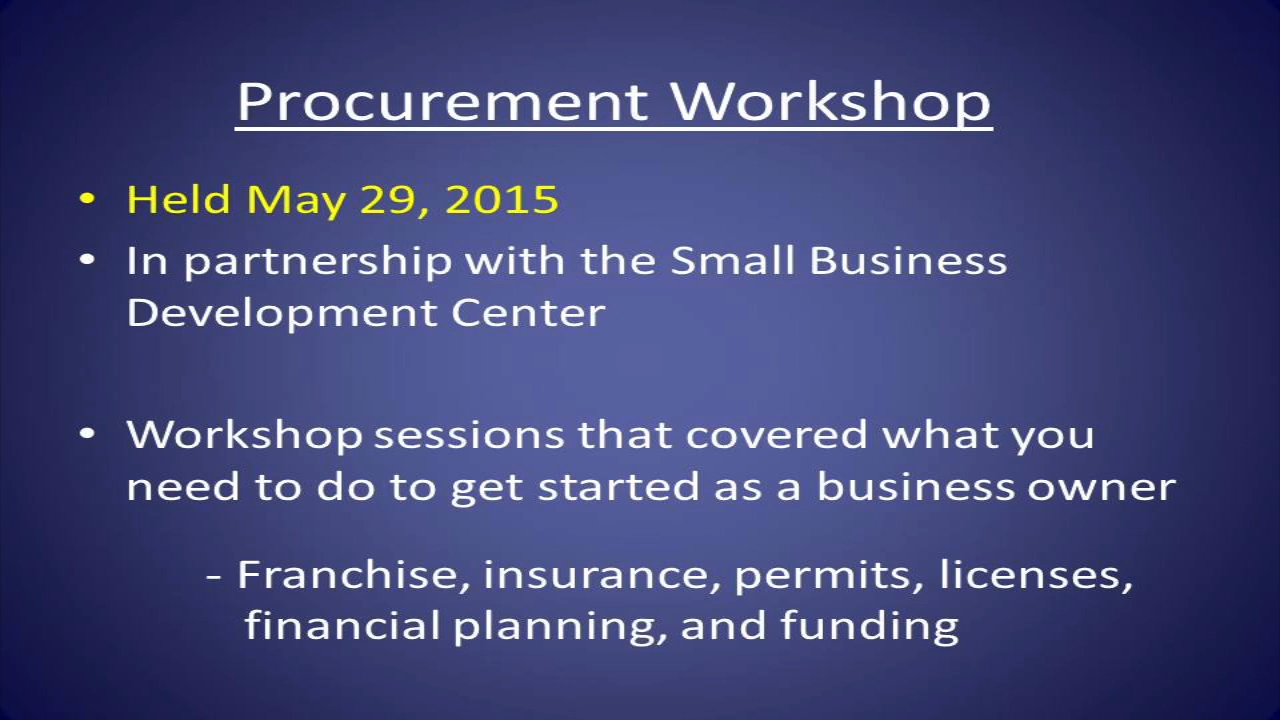 Procurement Workshop
• Held May 29, 2015
• In partnership with the Small Business
Development Center
• Workshop sessions that covered what you
need to do to get started as a business owner
- Franchise, insurance, permits, licenses,
financial planning, and funding